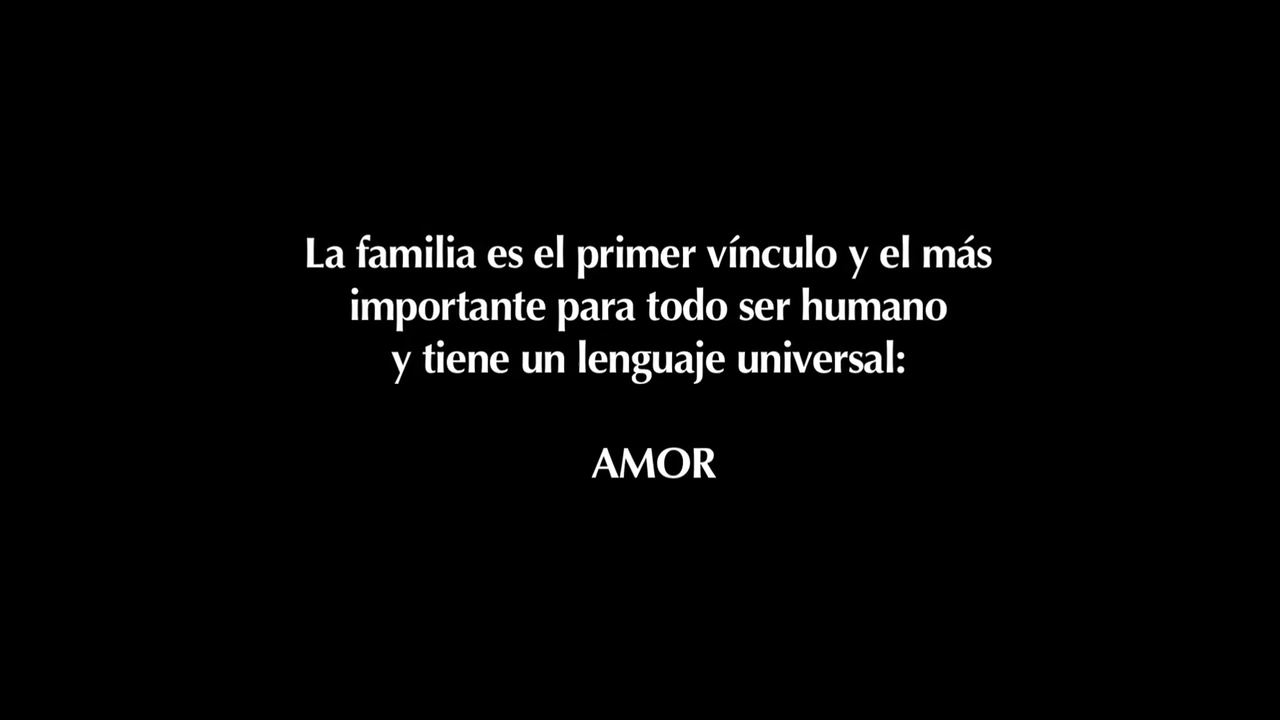 La familia es el primer vínculo y el más
importante para todo ser humano
y tiene un lenguaje universal:
AMOR